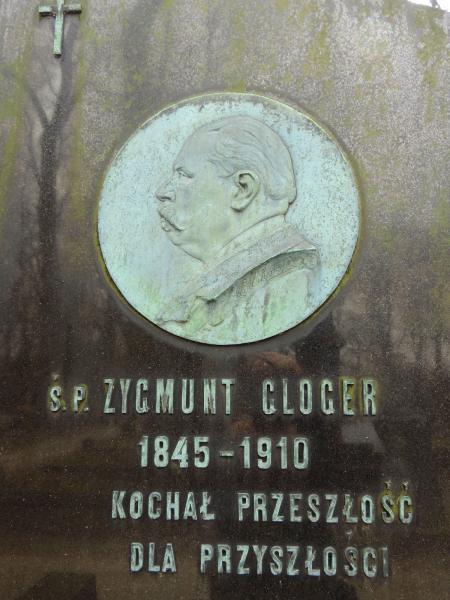 Ś.P. ZYGMUNT GLOGER
1845-1910
KOCHAŁ PRZESZŁOŚĆ
DLA PRZYSZŁOŚCI